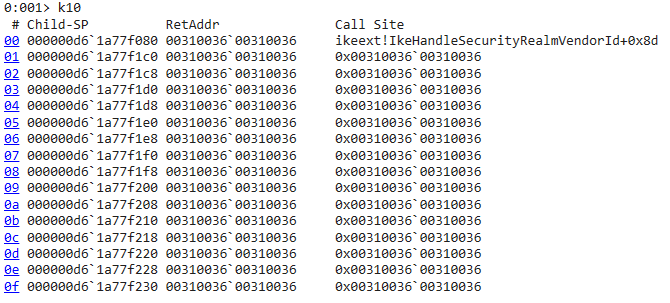 0:001> k10
 # Child-SP          RetAddr               Call Site
00 000000d6`1a77f080 00310036`00310036     ikeext!IkeHandleSecurityRealmVendorId+0x8d
01 000000d6`1a77f1c0 00310036`00310036     0x00310036`00310036
02 000000d6`1a77f1c8 00310036`00310036     0x00310036`00310036
03 000000d6`1a77f1d0 00310036`00310036     0x00310036`00310036
04 000000d6`1a77f1d8 00310036`00310036     0x00310036`00310036
05 000000d6`1a77f1e0 00310036`00310036     0x00310036`00310036
06 000000d6`1a77f1e8 00310036`00310036     0x00310036`00310036
07 000000d6`1a77f1f0 00310036`00310036     0x00310036`00310036
08 000000d6`1a77f1f8 00310036`00310036     0x00310036`00310036
09 000000d6`1a77f200 00310036`00310036     0x00310036`00310036
0a 000000d6`1a77f208 00310036`00310036     0x00310036`00310036
0b 000000d6`1a77f210 00310036`00310036     0x00310036`00310036
0c 000000d6`1a77f218 00310036`00310036     0x00310036`00310036
0d 000000d6`1a77f220 00310036`00310036     0x00310036`00310036
0e 000000d6`1a77f228 00310036`00310036     0x00310036`00310036
0f 000000d6`1a77f230 00310036`00310036     0x00310036`00310036